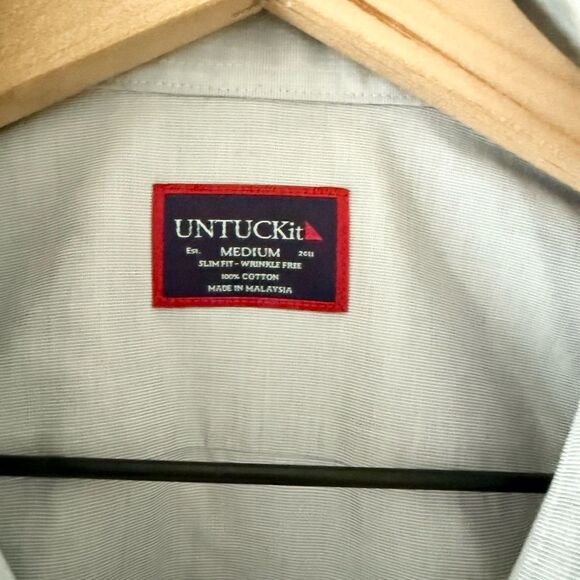 UNTUCKit
Est. MEDIUM 2011
SLIM FIT - WRINKLE FREE
100% COTTON
MADE IN MALAYSIA